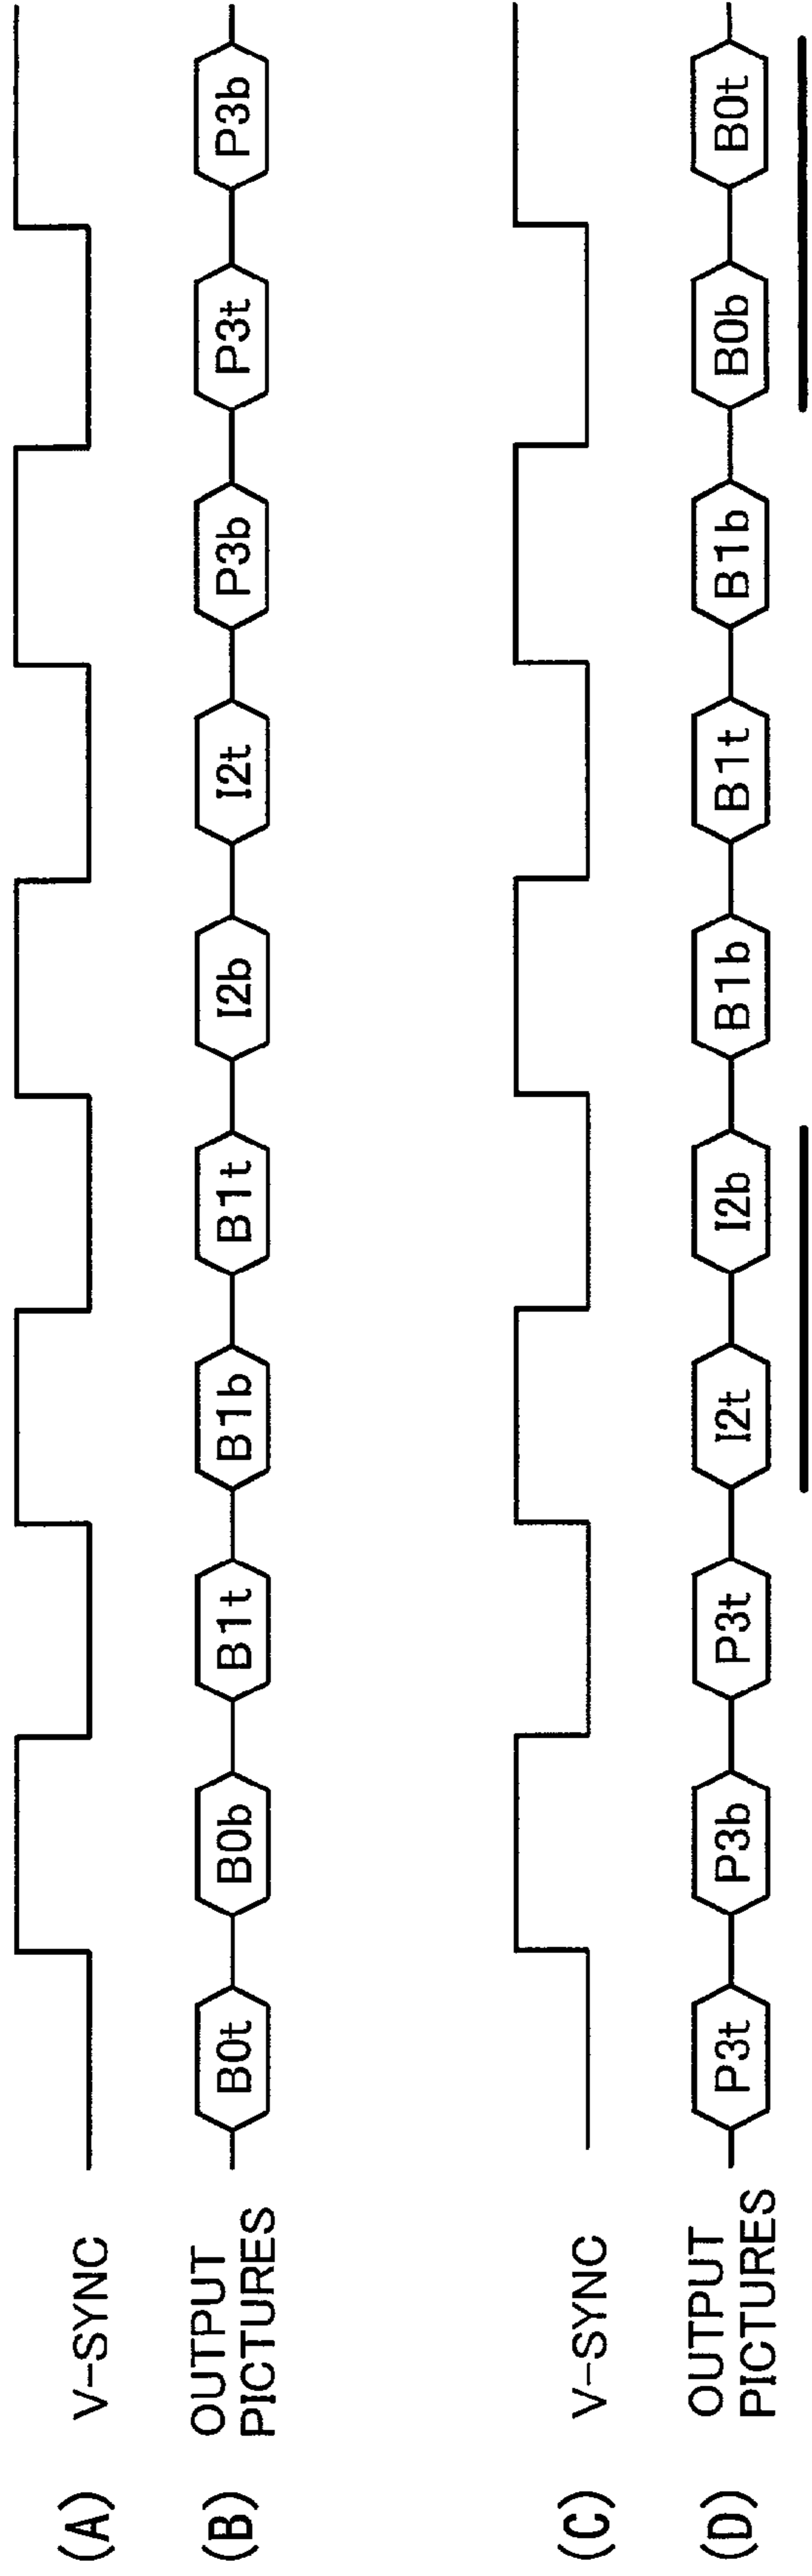 (A) V-SYNC
(B) OUTPUT
PICTURES
B0t B0b B1t B1b B1t I2b I2t P3b P3t P3b
(C) V-SYNC
(D) OUTPUT
PICTURES
P3t P3b P3t I2t I2b B1b B1t B1b B0b B0t